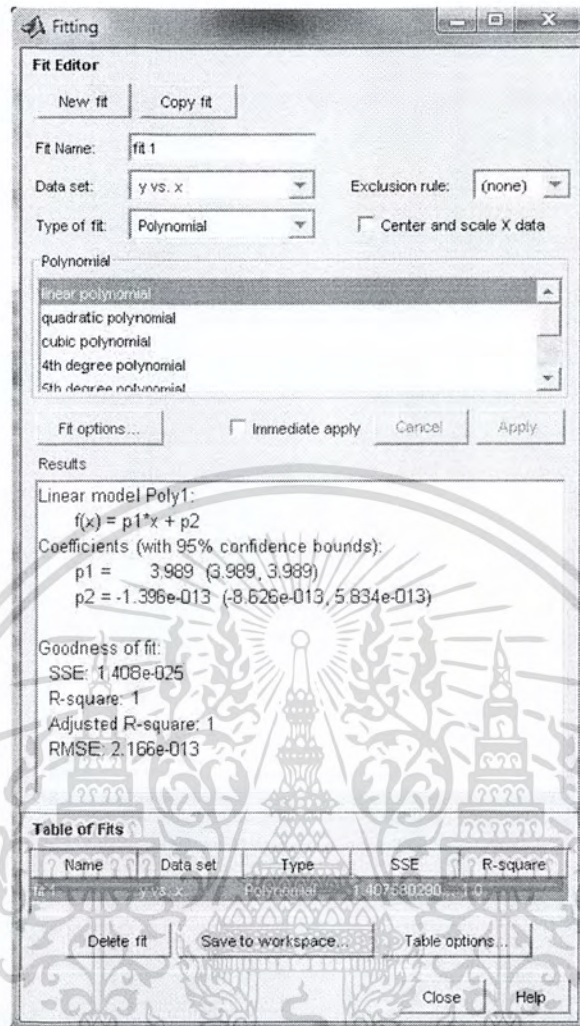 Fitting
Fit Editor
New fit Copy fit
Fit Name: fit 1
Data set: y vs. x Exclusion rule: (none)
Type of fit: Polynomial Center and scale X data
Polynomial
linear polynomial
quadratic polynomial
cubic polynomial
4th degree polynomial
5th degree polynomial
Fit options... Immediate apply Cancel Apply
Results
Linear model Poly1:
f(x) = p1*x + p2
Coefficients (with 95% confidence bounds):
p1 = 3.989 (3.989, 3.989)
p2 = -1.396e-013 (-8.626e-013, 5.834e-013)
Goodness of fit:
SSE: 1.408e-025
R-square: 1
Adjusted R-square: 1
RMSE: 2.166e-013
Table of Fits
Name Data set Type SSE R-square
fit 1 y vs. x Polynomial 1.407580290... 1.0
Delete fit Save to workspace... Table options...
Close Help